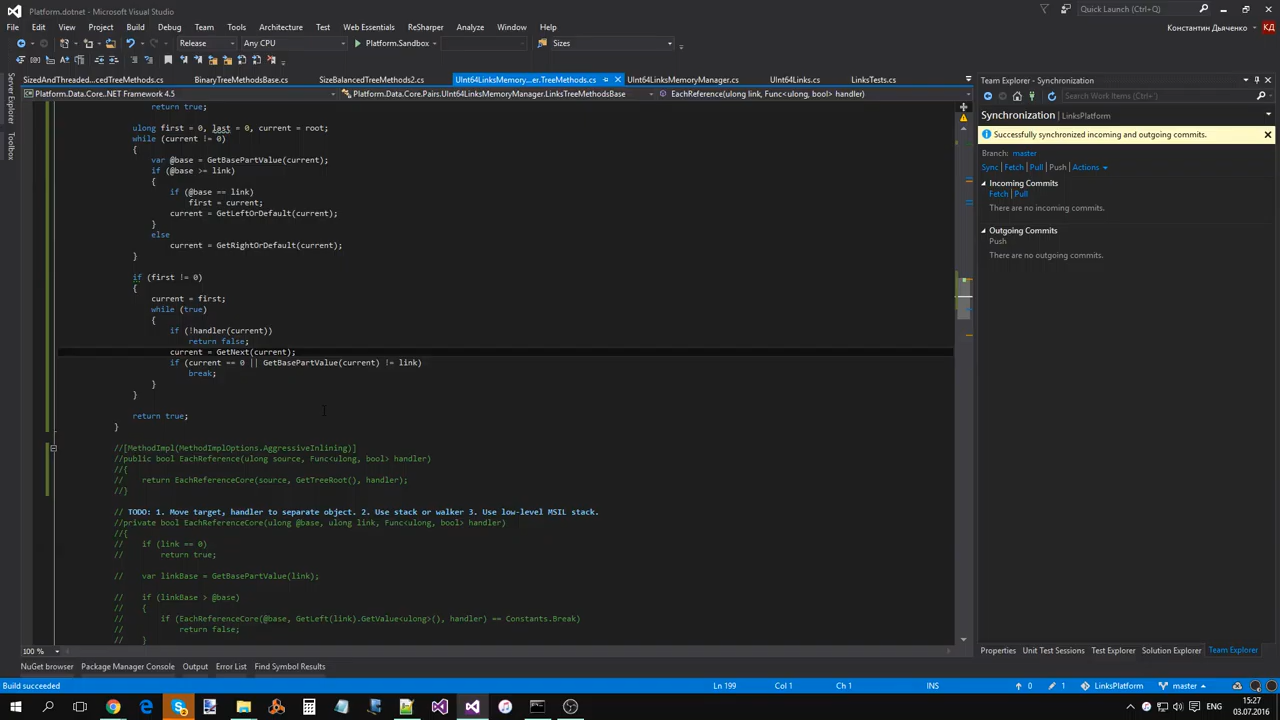 Platform.dotnet - Microsoft Visual Studio
Quick Launch (Ctrl+')
File Edit View Project Build Debug Team Tools Test Web Essentials ReSharper Analyze Window Help
Константин Дьяченко КД
Release Any CPU Platform.Sandbox Sizes
SizedAndThreaded...cedTreeMethods.cs BinaryTreeMethodsBase.cs SizeBalancedTreeMethods2.cs UInt64LinksMemory...er.TreeMethods.cs UInt64LinksMemoryManager.cs UInt64Links.cs LinksTests.cs
Platform.Data.Core..NET Framework 4.5 Platform.Data.Core.Pairs.UInt64LinksMemoryManager.LinksTreeMethodsBase EachReference(ulong link, Func<ulong, bool> handler)
Server Explorer
Toolbox
return true;
ulong first = 0, last = 0, current = root;
while (current != 0)
{
var @base = GetBasePartValue(current);
if (@base >= link)
{
if (@base == link)
first = current;
current = GetLeftOrDefault(current);
}
else
current = GetRightOrDefault(current);
}
if (first != 0)
{
current = first;
while (true)
{
if (!handler(current))
return false;
current = GetNext(current);
if (current == 0 || GetBasePartValue(current) != link)
break;
}
}
return true;
}
//[MethodImpl(MethodImplOptions.AggressiveInlining)]
//public bool EachReference(ulong source, Func<ulong, bool> handler)
//{
//    return EachReferenceCore(source, GetTreeRoot(), handler);
//}
// TODO: 1. Move target, handler to separate object. 2. Use stack or walker 3. Use low-level MSIL stack.
//private bool EachReferenceCore(ulong @base, ulong link, Func<ulong, bool> handler)
//{
//    if (link == 0)
//        return true;
//    var linkBase = GetBasePartValue(link);
//    if (linkBase > @base)
//    {
//        if (EachReferenceCore(@base, GetLeft(link).GetValue<ulong>(), handler) == Constants.Break)
//            return false;
//    }
100 %
Team Explorer - Synchronization
Search Work Items (Ctrl+')
Synchronization | LinksPlatform
Successfully synchronized incoming and outgoing commits.
Branch: master
Sync | Fetch | Pull | Push | Actions
Incoming Commits
Fetch | Pull
There are no incoming commits.
Outgoing Commits
Push
There are no outgoing commits.
Properties Unit Test Sessions Test Explorer Solution Explorer Team Explorer
NuGet browser Package Manager Console Output Error List Find Symbol Results
Build succeeded Ln 199 Col 1 Ch 1 INS 0 1 LinksPlatform master
ENG
15:27
03.07.2016